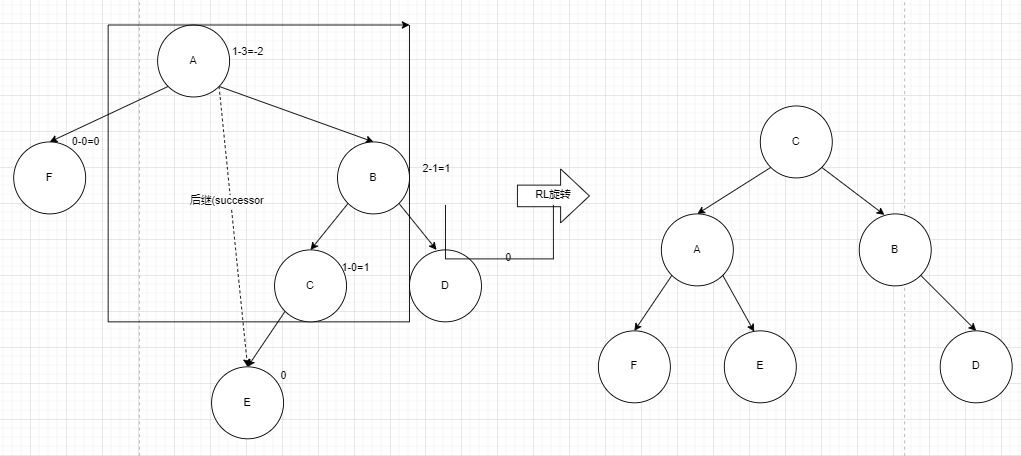 A
1-3=-2
0-0=0
F
B
2-1=1
后继(successor
C
1-0=1
D
0
E
0
RL旋转
C
A
B
F
E
D